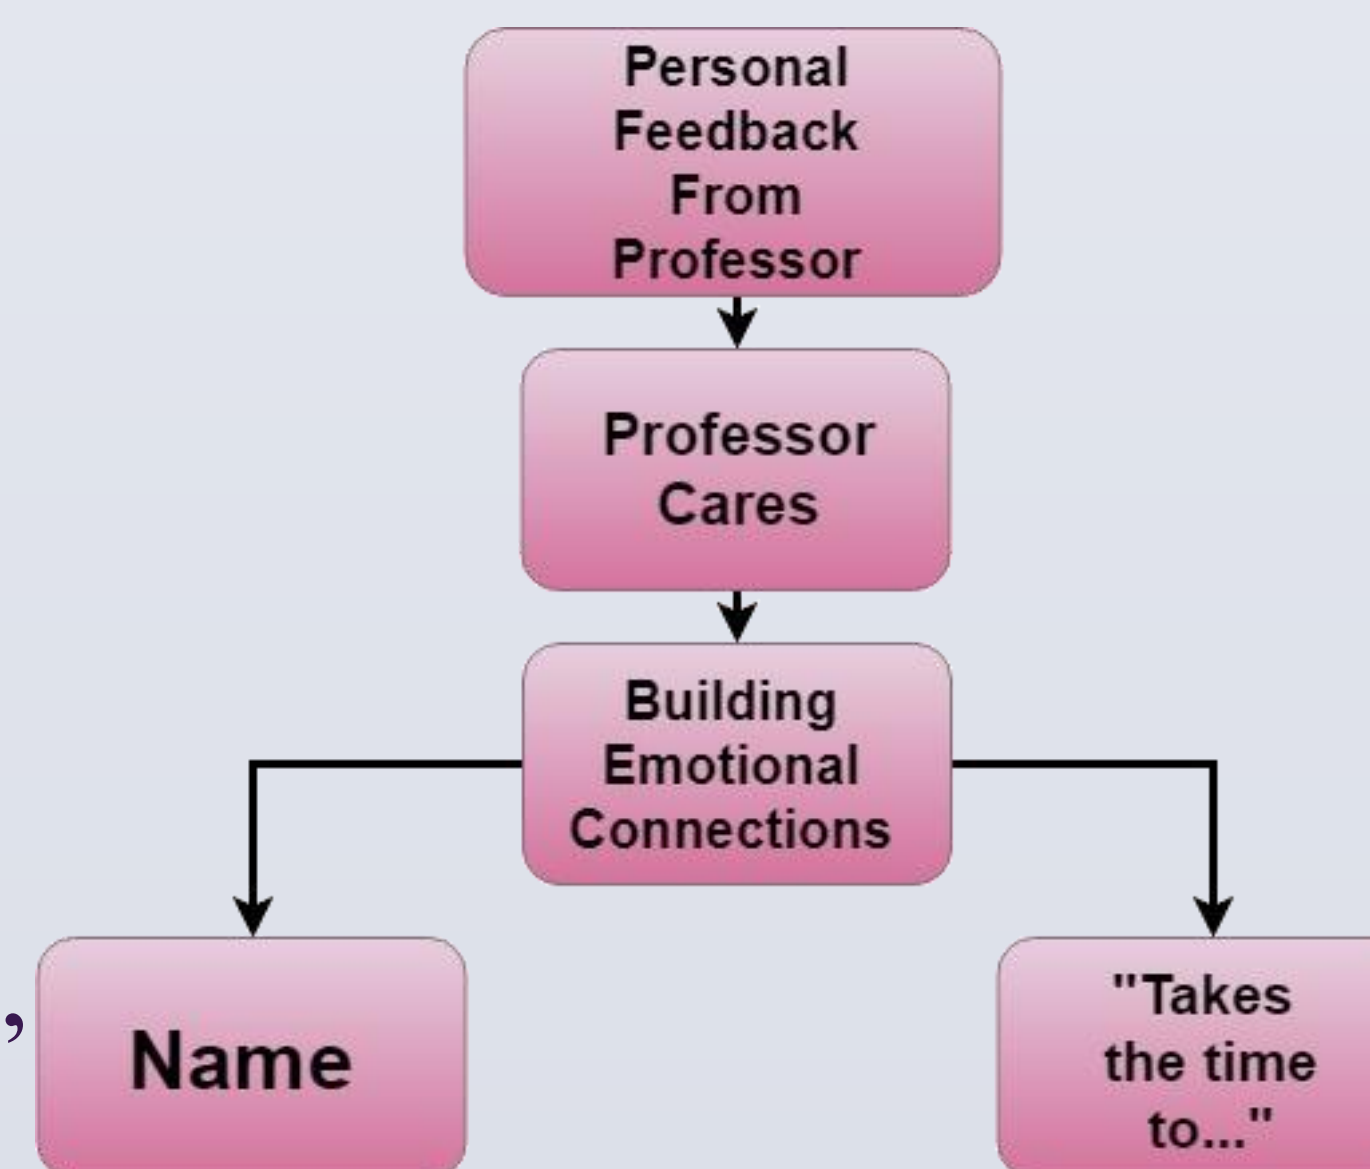 Personal
Feedback
From
Professor
Professor
Cares
Building
Emotional
Connections
,
Name
"Takes
the time
to..."